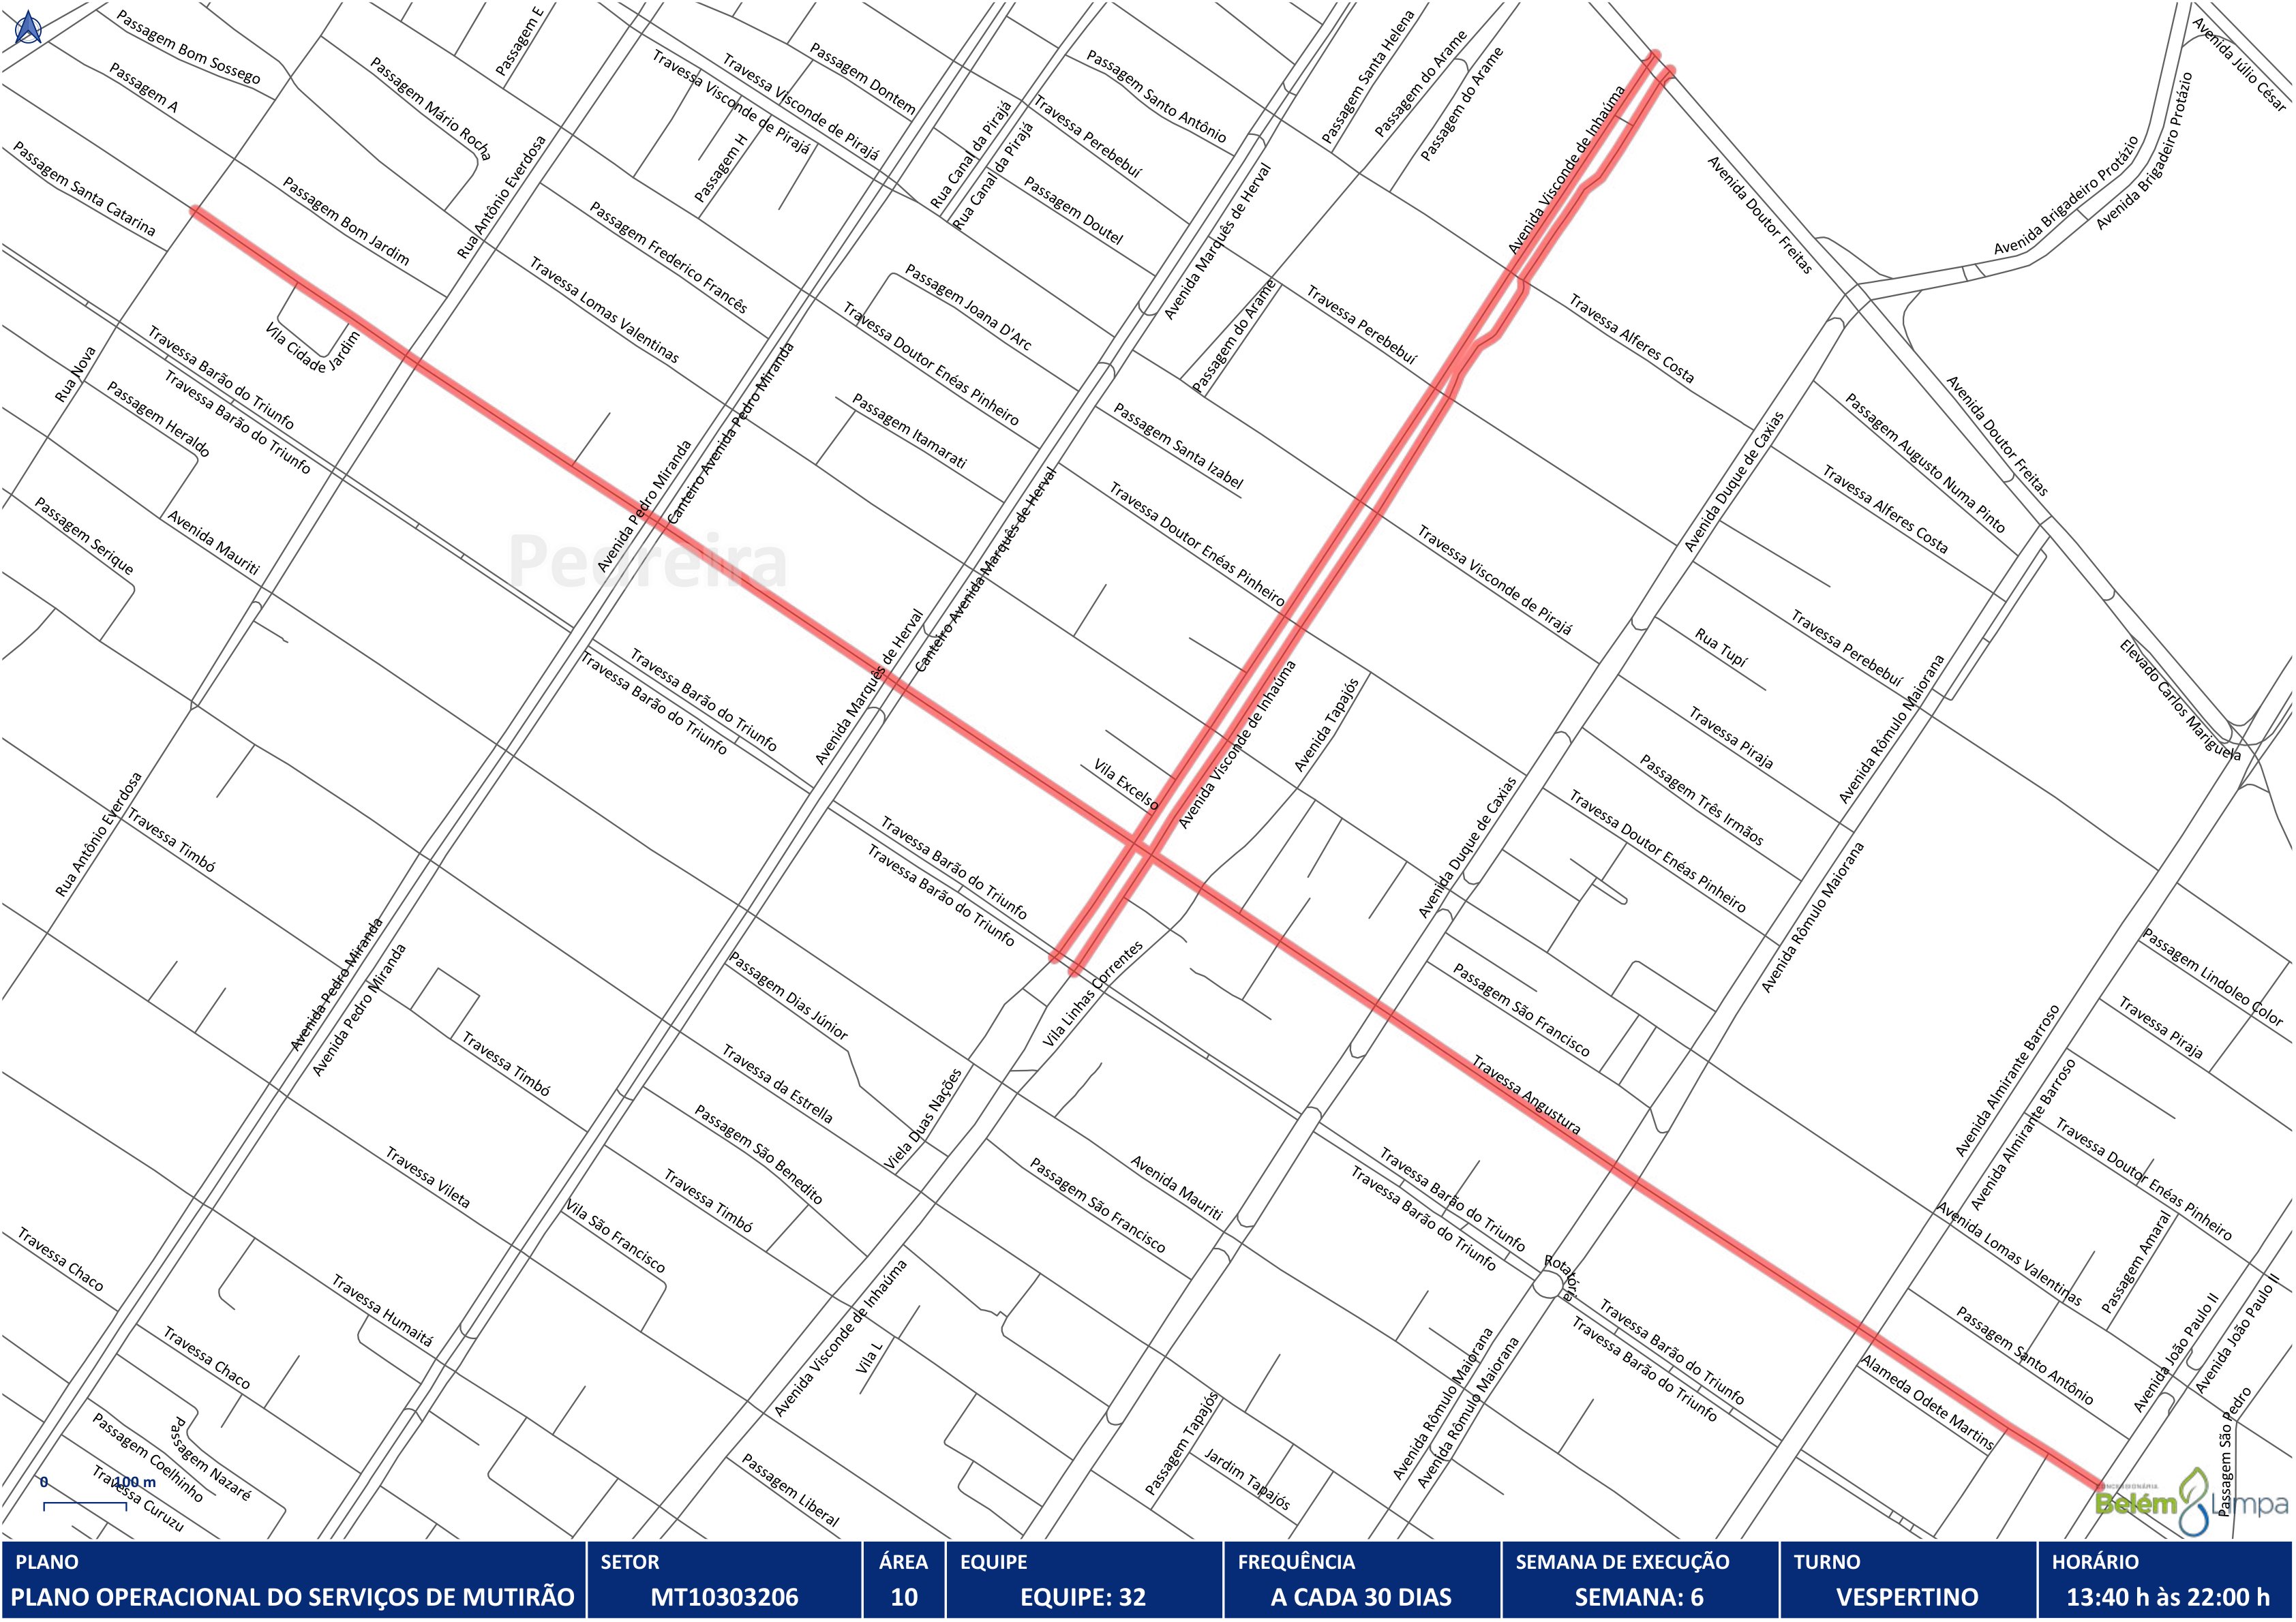 Passagem Bom Sossego
Passagem A
Passagem E
Passagem Mário Rocha
Passagem Santa Catarina
Passagem Bom Jardim
Rua Antônio Everdosa
Travessa Visconde de Pirajá
Travessa Visconde de Pirajá
Passagem H
Passagem Dontem
Rua Canal da Pirajá
Rua Canal da Pirajá
Passagem Santo Antônio
Travessa Perebebuí
Passagem Doutel
Avenida Marquês de Herval
Passagem Santa Helena
Passagem do Arame
Passagem do Arame
Avenida Visconde de Inhaúma
Avenida Doutor Freitas
Avenida Brigadeiro Protázio
Avenida Brigadeiro Protázio
Avenida Júlio César
Passagem Frederico Francês
Travessa Lomas Valentinas
Passagem Joana D'Arc
Travessa Doutor Enéas Pinheiro
Passagem do Arame
Travessa Perebebuí
Travessa Alferes Costa
Vila Cidade Jardim
Rua Nova
Travessa Barão do Triunfo
Travessa Barão do Triunfo
Passagem Heraldo
Avenida Mauriti
Passagem Serique
Avenida Pedro Miranda
Canteiro Avenida Pedro Miranda
Pedreira
Passagem Itamarati
Canteiro Avenida Marquês de Herval
Avenida Marquês de Herval
Passagem Santa Izabel
Travessa Doutor Enéas Pinheiro
Travessa Visconde de Pirajá
Avenida Duque de Caxias
Passagem Augusto Numa Pinto
Avenida Doutor Freitas
Travessa Alferes Costa
Travessa Perebebuí
Rua Tupí
Travessa Piraja
Passagem Três Irmãos
Avenida Rômulo Maiorana
Elevado Carlos Mariguela
Travessa Barão do Triunfo
Travessa Barão do Triunfo
Vila Excelso
Avenida Visconde de Inhaúma
Avenida Tapajós
Avenida Duque de Caxias
Travessa Doutor Enéas Pinheiro
Avenida Rômulo Maiorana
Rua Antônio Everdosa
Travessa Timbó
Travessa Barão do Triunfo
Travessa Barão do Triunfo
Vila Linhas Correntes
Passagem São Francisco
Passagem Lindoleo Color
Travessa Piraja
Avenida Pedro Miranda
Avenida Pedro Miranda
Passagem Dias Júnior
Travessa Timbó
Travessa da Estrella
Viela Duas Nações
Passagem São Benedito
Travessa Angustura
Avenida Almirante Barroso
Avenida Almirante Barroso
Travessa Doutor Enéas Pinheiro
Travessa Vileta
Travessa Timbó
Vila São Francisco
Passagem São Francisco
Avenida Mauriti
Travessa Barão do Triunfo
Travessa Barão do Triunfo
Rotatória
Avenida Lomas Valentinas
Passagem Amaral
Travessa Chaco
Travessa Humaitá
Travessa Chaco
Avenida Visconde de Inhaúma
Vila L
Travessa Barão do Triunfo
Travessa Barão do Triunfo
Passagem Santo Antônio
Avenida João Paulo II
Avenida João Paulo II
Alameda Odete Martins
Passagem São Pedro
Passagem Nazaré
Passagem Coelhinho
Travessa Curuzu
Passagem Liberal
Passagem Tapajós
Jardim Tapajós
Avenida Rômulo Maiorana
Avenida Rômulo Maiorana
0 100 m
CONCESSIONÁRIA
Belém Limpa
PLANO
PLANO OPERACIONAL DO SERVIÇOS DE MUTIRÃO
SETOR
MT10303206
ÁREA
10
EQUIPE
EQUIPE: 32
FREQUÊNCIA
A CADA 30 DIAS
SEMANA DE EXECUÇÃO
SEMANA: 6
TURNO
VESPERTINO
HORÁRIO
13:40 h às 22:00 h